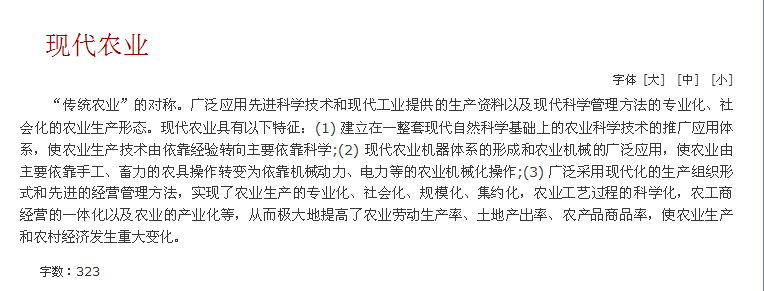 现代农业
字体 [大] [中] [小]
“传统农业”的对称。广泛应用先进科学技术和现代工业提供的生产资料以及现代科学管理方法的专业化、社
会化的农业生产形态。现代农业具有以下特征：(1) 建立在一整套现代自然科学基础上的农业科学技术的推广应用体
系，使农业生产技术由依靠经验转向主要依靠科学;(2) 现代农业机器体系的形成和农业机械的广泛应用，使农业由
主要依靠手工、畜力的农具操作转变为依靠机械动力、电力等的农业机械化操作;(3) 广泛采用现代化的生产组织形
式和先进的经营管理方法，实现了农业生产的专业化、社会化、规模化、集约化，农业工艺过程的科学化，农工商
经营的一体化以及农业的产业化等，从而极大地提高了农业劳动生产率、土地产出率、农产品商品率，使农业生产
和农村经济发生重大变化。
字数：323